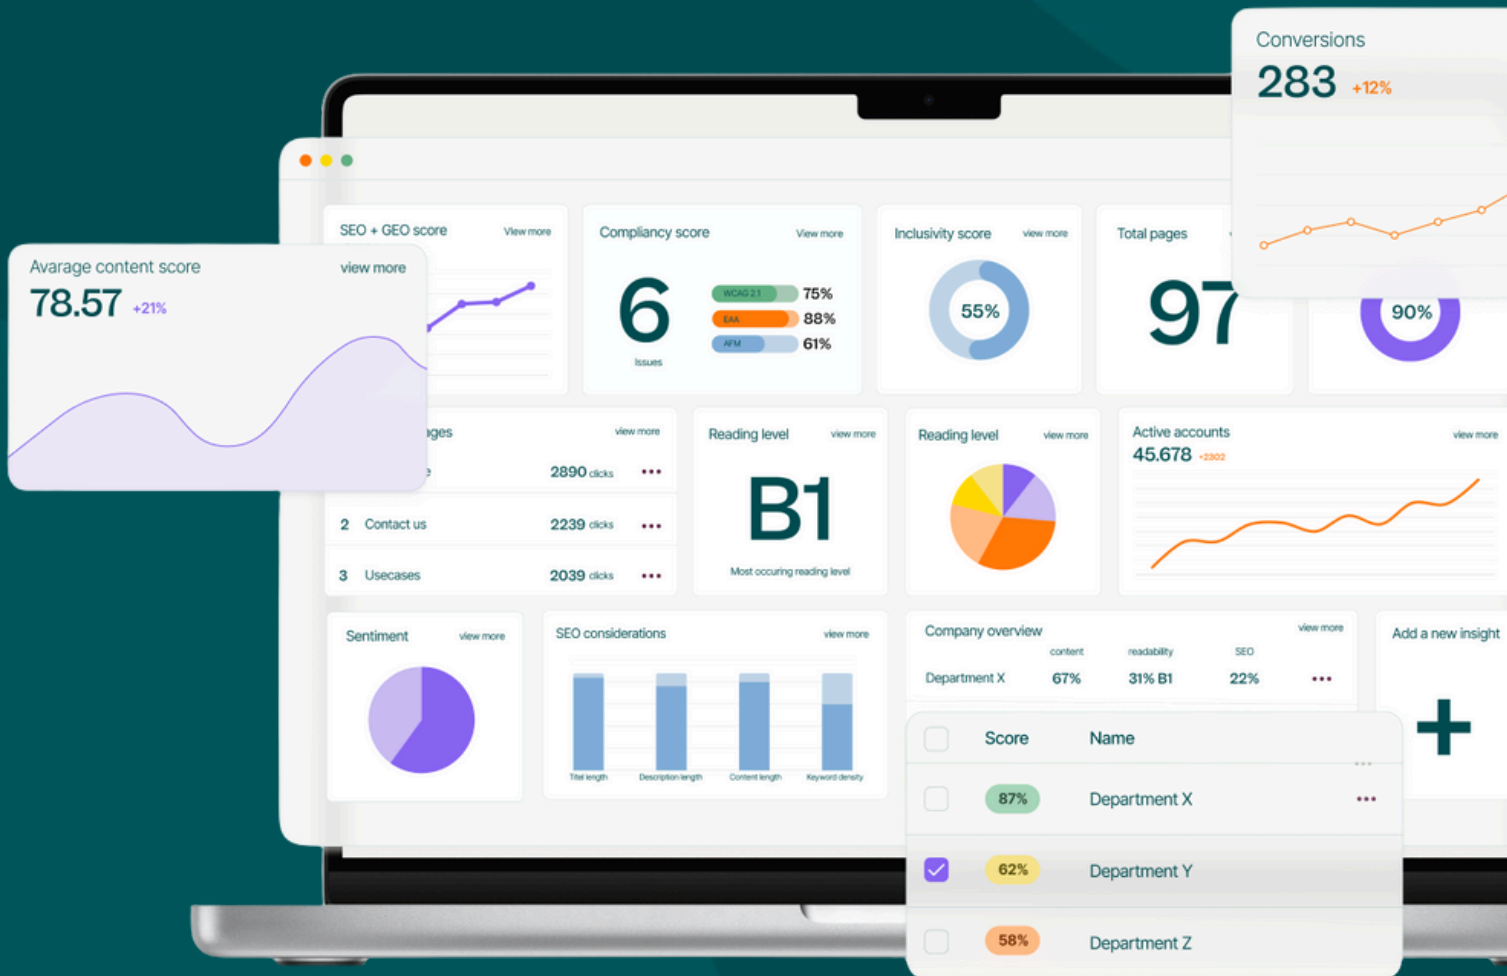 Conversions
283 +12%
SEO + GEO score View more
Compliancy score View more
6
Issues
WCAG 2.1 75%
EAA 88%
AFM 61%
Inclusivity score view more
55%
Total pages
97
90%
Avarage content score view more
78.57 +21%
view more
2890 clicks
2 Contact us 2239 clicks
3 Usecases 2039 clicks
Reading level view more
B1
Most occuring reading level
Reading level view more
Active accounts view more
45.678 +2302
Sentiment view more
SEO considerations view more
Titel length Description length Content length Keyword density
Company overview view more
content readability SEO
Department X 67% 31% B1 22%
Add a new insight
Score Name
87% Department X
62% Department Y
58% Department Z